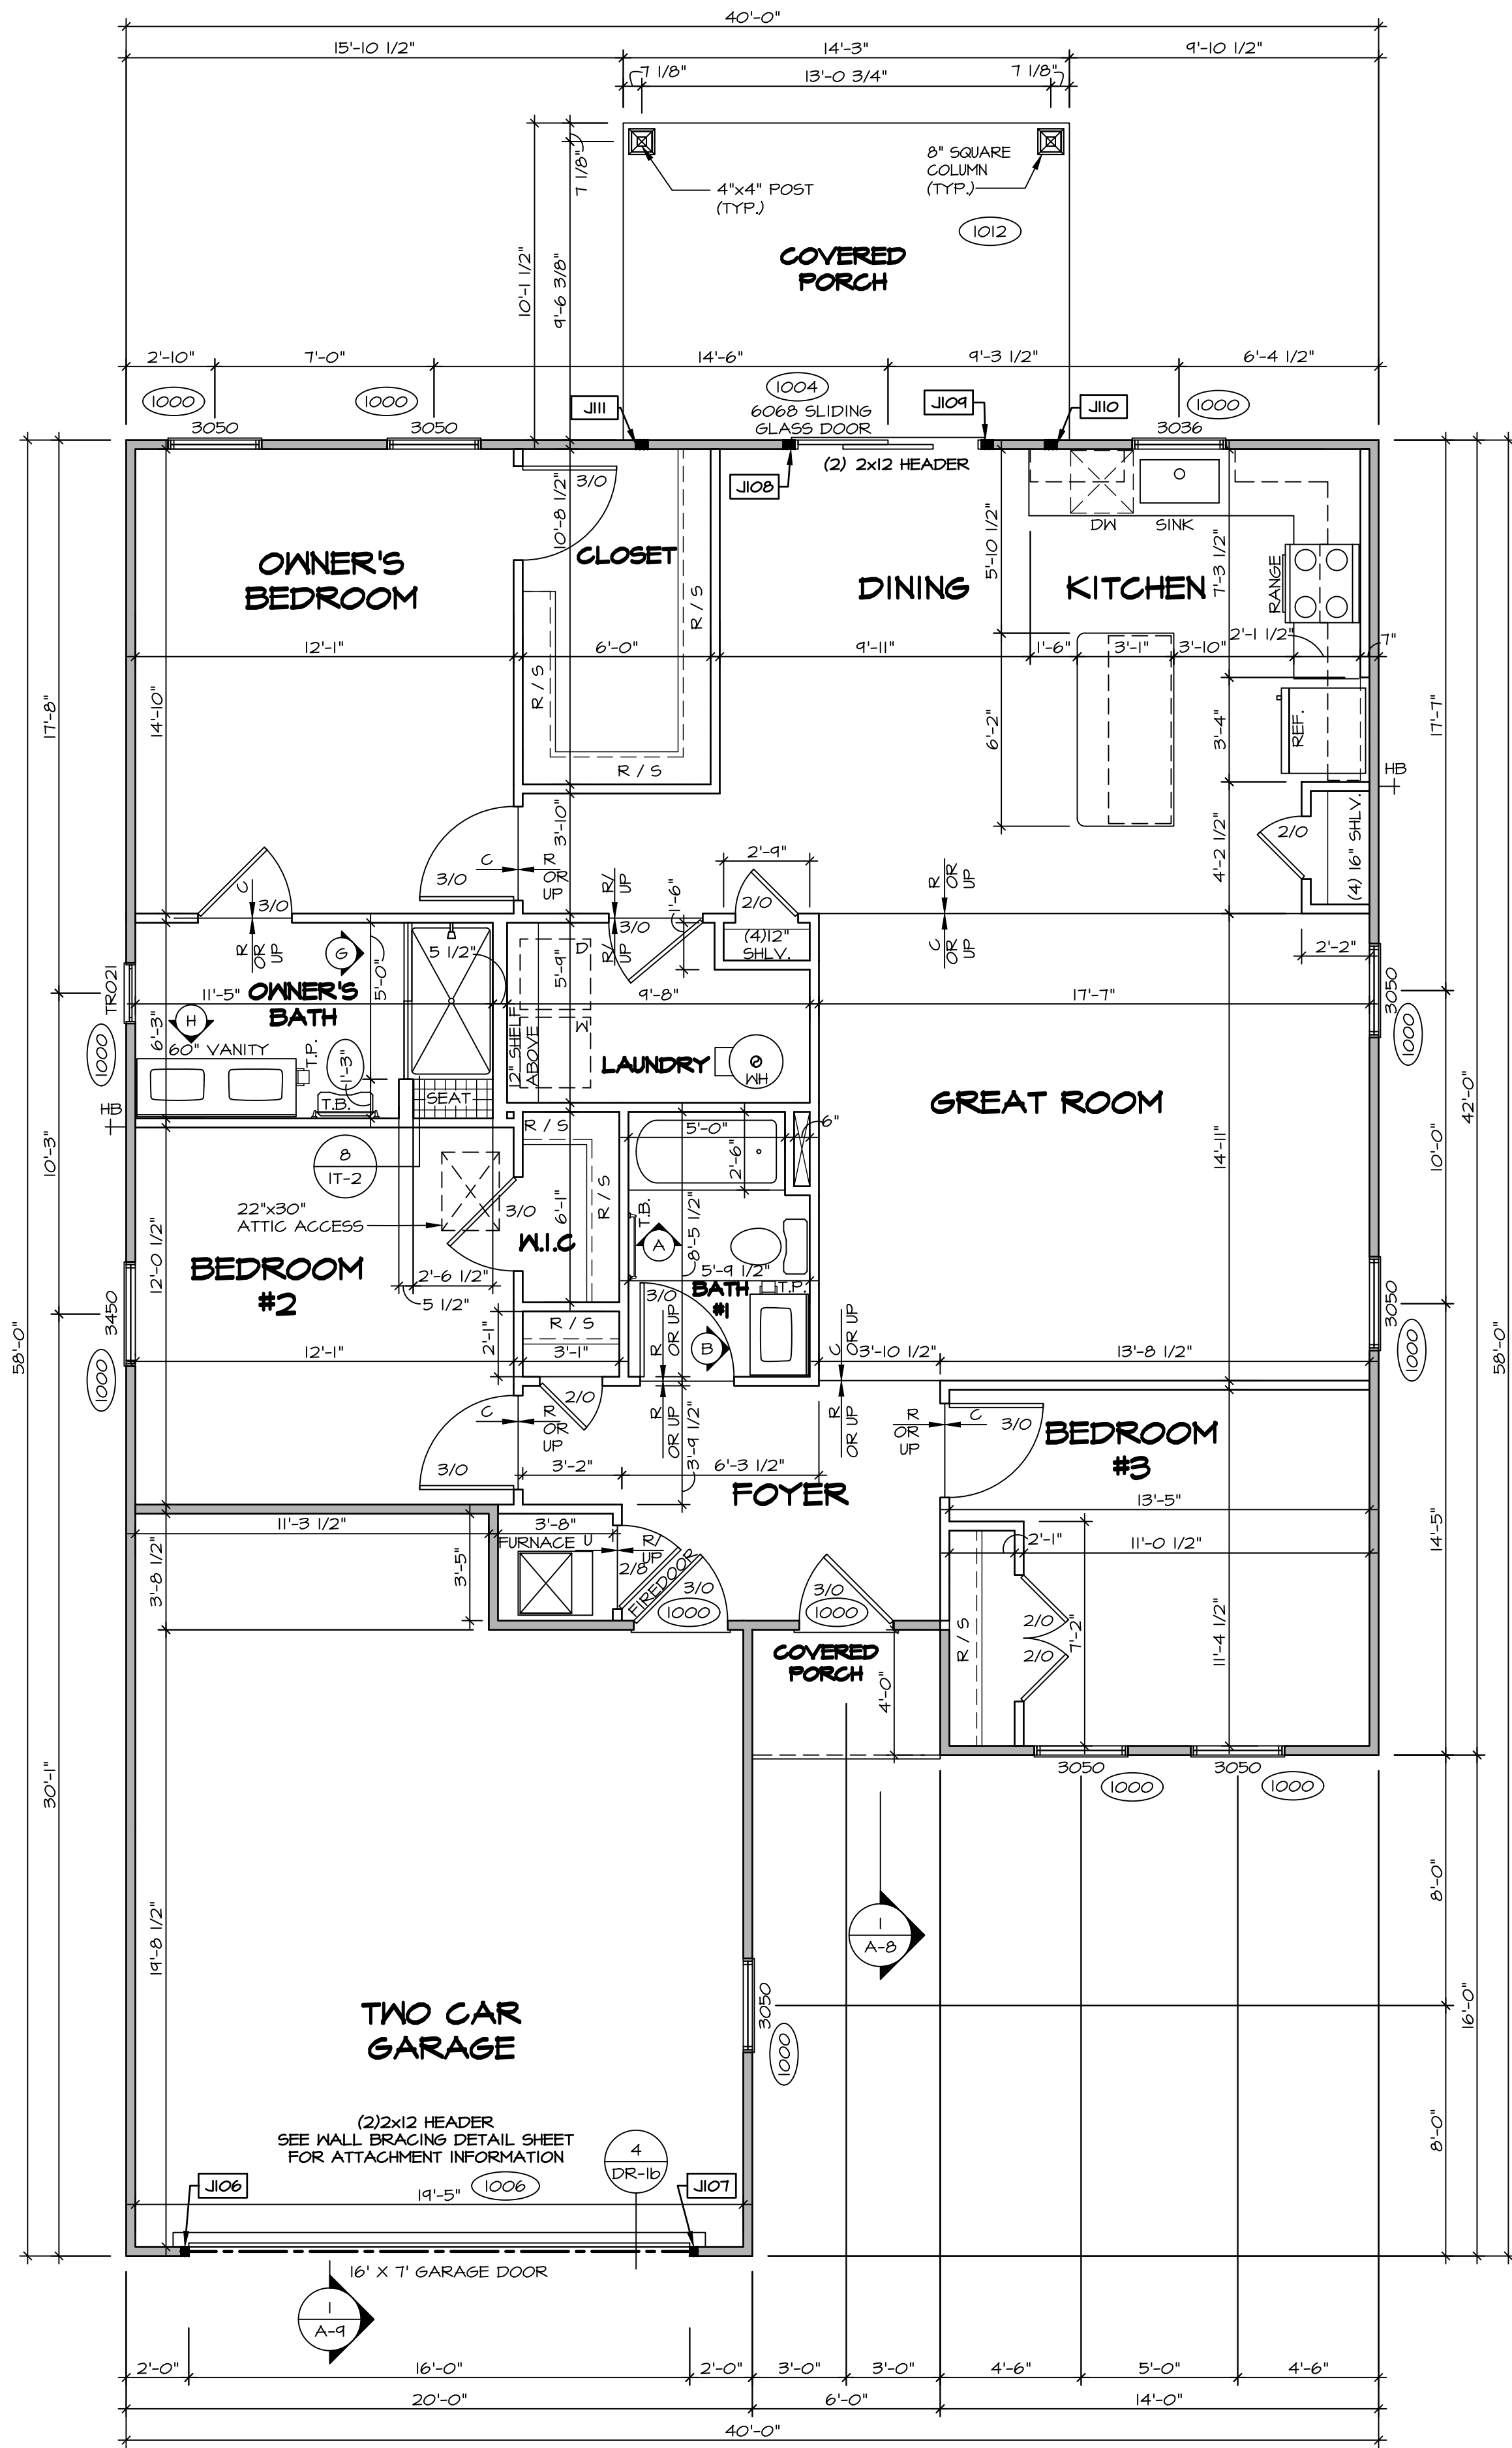 40'-0"
15'-10 1/2"
14'-3"
9'-10 1/2"
7 1/8"
13'-0 3/4"
7 1/8"
10'-1 1/2"
9'-6 3/8"
7 1/8"
4"x4" POST
(TYP.)
8" SQUARE
COLUMN
(TYP.)
1012
COVERED
PORCH
2'-10"
7'-0"
14'-6"
9'-3 1/2"
6'-4 1/2"
1000
1000
J111
1004
6068 SLIDING
GLASS DOOR
J109
J110
1000
3050
3050
3036
(2) 2x12 HEADER
J108
3/0
10'-8 1/2"
CLOSET
OWNER'S
BEDROOM
DINING
KITCHEN
DW
SINK
RANGE
5'-10 1/2"
7'-3 1/2"
2'-1 1/2"
7"
12'-1"
6'-0"
9'-11"
1'-6"
3'-1"
3'-10"
R / S
R / S
R / S
14'-10"
17'-8"
17'-7"
6'-2"
3'-4"
REF.
HB
3'-10"
4'-2 1/2"
2/0
(4) 16" SHLV.
C
R
OR
UP
3/0
2'-9"
1'-6"
2/0
R/
UP
R/
UP
3/0
R
OR UP
C
OR UP
C
3/0
R
OR
UP
(4)12"
SHLV.
2'-2"
3050
1000
G
5 1/2"
D
5'-9"
5'-0"
TR021
11'-5"
OWNER'S
BATH
9'-8"
17'-7"
H
6'-3"
60" VANITY
T.P.
1'-3"
T.B.
12" SHELF
ABOVE
W
LAUNDRY
WH
1000
HB
SEAT
GREAT ROOM
42'-0"
8
IT-2
R / S
5'-0"
6"
2'-6"
10'-3"
10'-0"
14'-11"
22"x30"
ATTIC ACCESS
3/0
6'-1"
R / S
W.I.C
T.B.
A
8'-5 1/2"
5'-9 1/2"
12'-0 1/2"
BEDROOM
#2
2'-6 1/2"
5 1/2"
BATH
#1
T.P.
3/0
3450
3050
1000
1000
58'-0"
58'-0"
2'-1"
R / S
3'-1"
R
OR UP
B
C
OR UP
12'-1"
3'-10 1/2"
13'-8 1/2"
2/0
C
R
OR
UP
3/0
R
OR UP
3'-9 1/2"
R
OR UP
R
OR
UP
C
3/0
BEDROOM
#3
3'-2"
6'-3 1/2"
FOYER
13'-5"
11'-3 1/2"
3'-8"
FURNACE
U
R/
UP
2/8
FIREDOOR
3/0
1000
3/0
1000
3'-8 1/2"
3'-5"
2'-1"
11'-0 1/2"
14'-5"
2/0
2/0
7'-2"
R / S
11'-4 1/2"
COVERED
PORCH
4'-0"
3050
1000
3050
1000
30'-1"
19'-8 1/2"
1
A-8
8'-0"
16'-0"
8'-0"
3050
1000
TWO CAR
GARAGE
(2)2x12 HEADER
SEE WALL BRACING DETAIL SHEET
FOR ATTACHMENT INFORMATION
4
DR-1b
J106
1006
J107
19'-5"
16' X 7' GARAGE DOOR
1
A-9
2'-0"
16'-0"
2'-0"
3'-0"
3'-0"
4'-6"
5'-0"
4'-6"
20'-0"
6'-0"
14'-0"
40'-0"